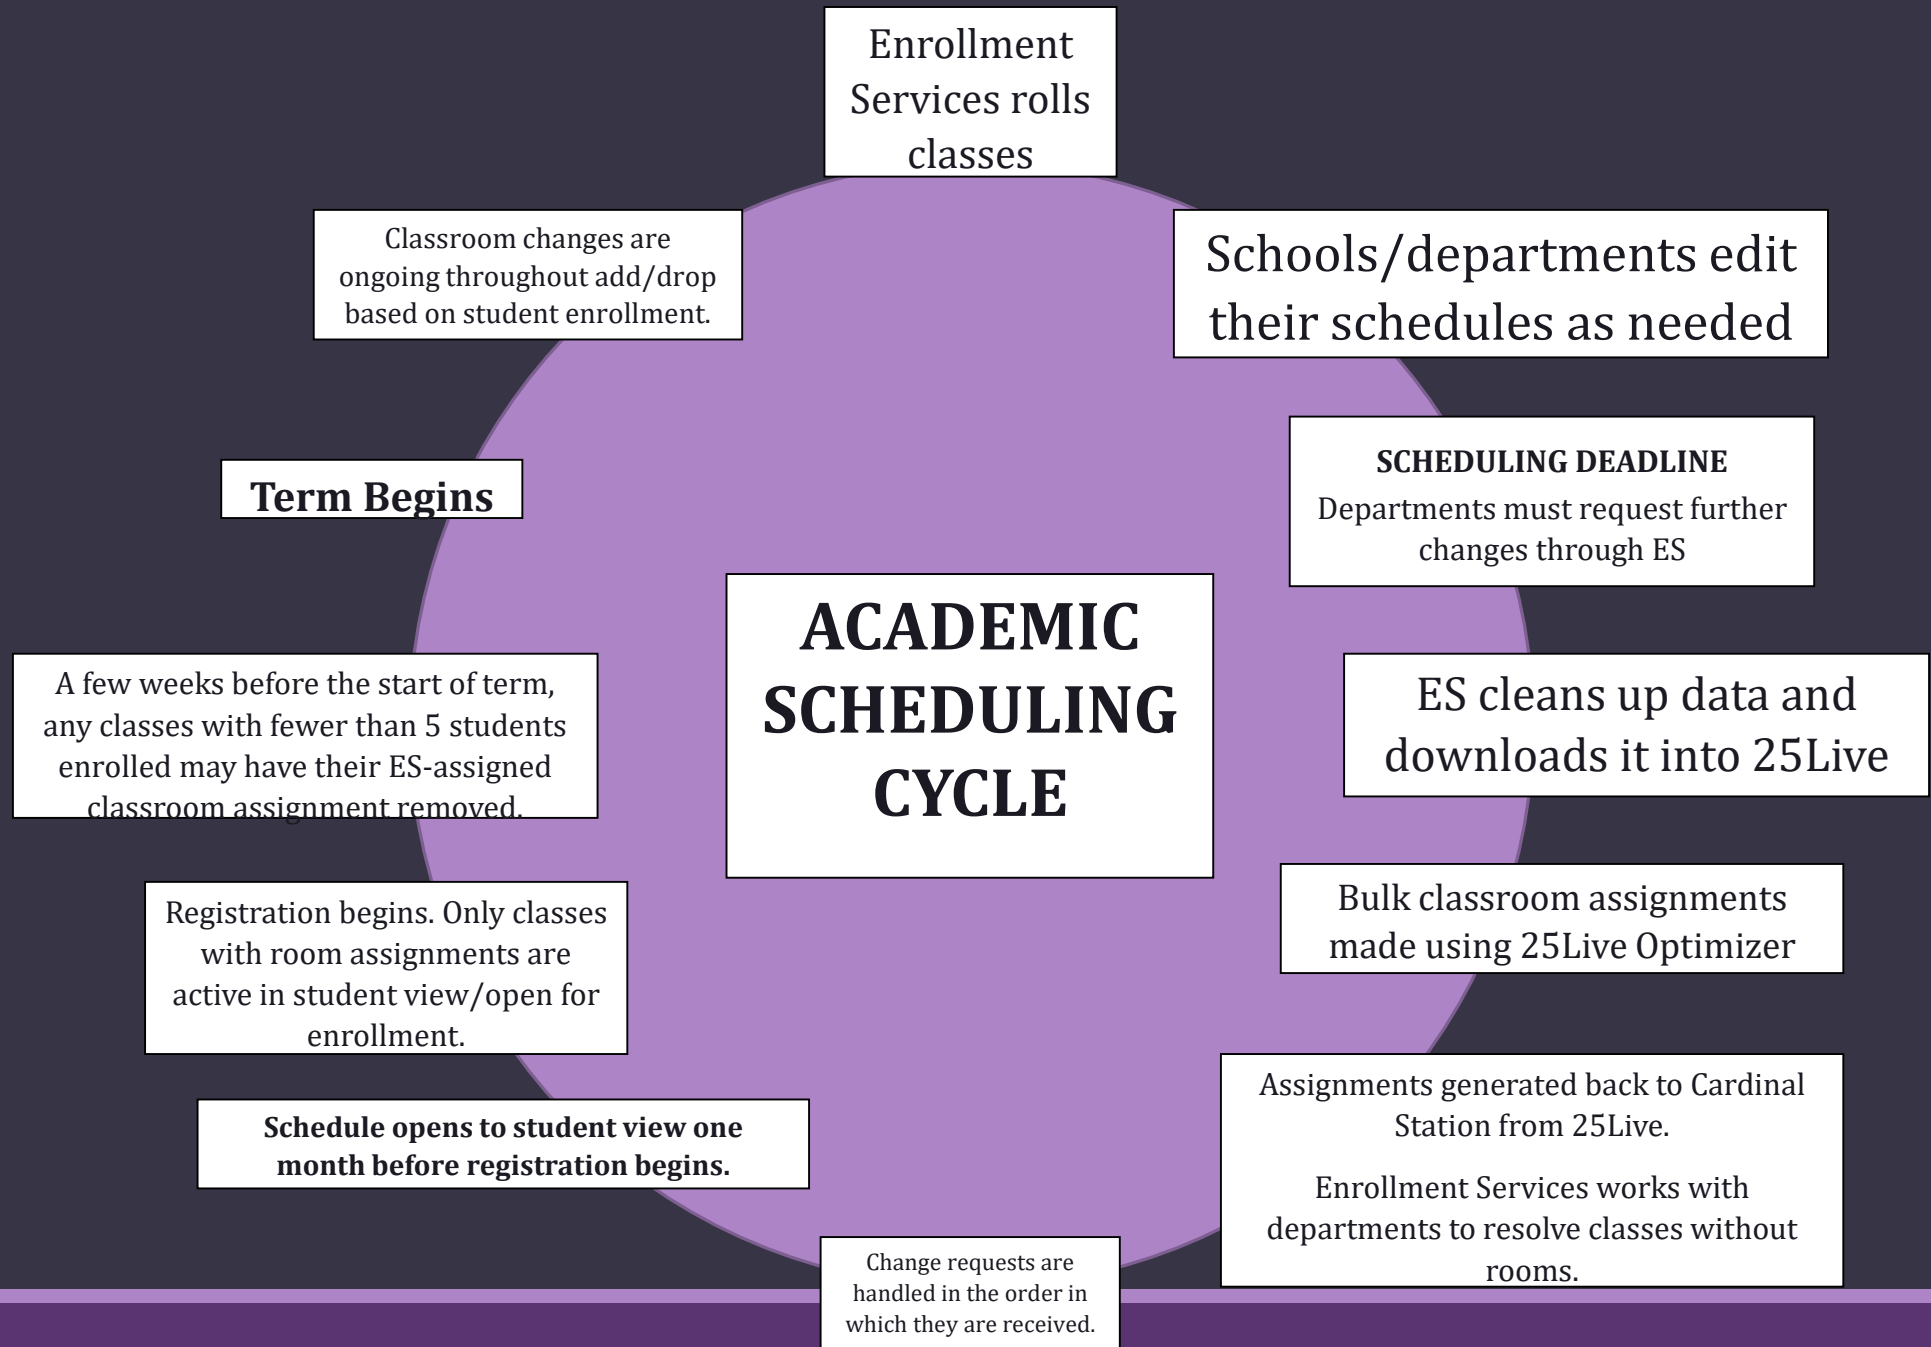 Enrollment
Services rolls
classes
Schools/departments edit
their schedules as needed
SCHEDULING DEADLINE
Departments must request further
changes through ES
ES cleans up data and
downloads it into 25Live
Bulk classroom assignments
made using 25Live Optimizer
Assignments generated back to Cardinal
Station from 25Live.
Enrollment Services works with
departments to resolve classes without
rooms.
Change requests are
handled in the order in
which they are received.
Schedule opens to student view one
month before registration begins.
Registration begins. Only classes
with room assignments are
active in student view/open for
enrollment.
A few weeks before the start of term,
any classes with fewer than 5 students
enrolled may have their ES-assigned
classroom assignment removed.
Term Begins
Classroom changes are
ongoing throughout add/drop
based on student enrollment.
ACADEMIC
SCHEDULING
CYCLE